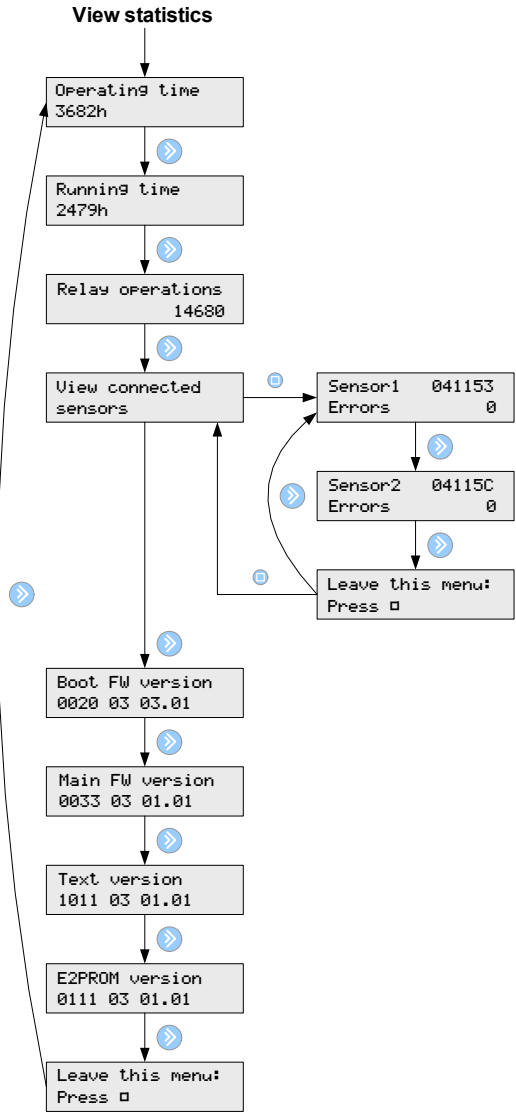 View statistics
Operating time
3682h
Running time
2479h
Relay operations
14680
View connected
sensors
Sensor1 041153
Errors 0
Sensor2 04115C
Errors 0
Leave this menu:
Press □
Boot FW version
0020 03 03.01
Main FW version
0033 03 01.01
Text version
1011 03 01.01
E2PROM version
0111 03 01.01
Leave this menu:
Press □